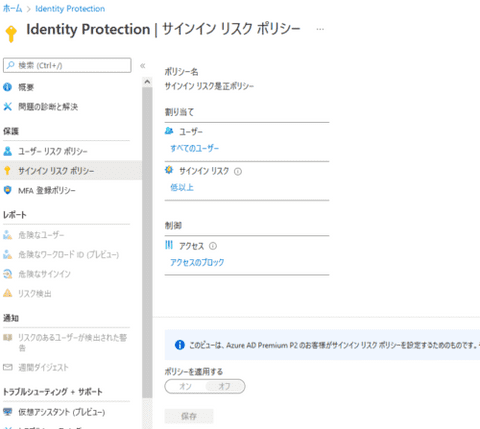 ホーム > Identity Protection
Identity Protection | サインイン リスク ポリシー ...
検索 (Ctrl+/)
概要
問題の診断と解決
保護
ユーザー リスク ポリシー
サインイン リスク ポリシー
MFA 登録ポリシー
レポート
危険なユーザー
危険なワークロード ID (プレビュー)
危険なサインイン
リスク検出
通知
リスクのあるユーザーが検出された警告
週間ダイジェスト
トラブルシューティング + サポート
仮想アシスタント (プレビュー)
ポリシー名
サインイン リスク是正ポリシー
割り当て
ユーザー
すべてのユーザー
サインイン リスク
低以上
制御
アクセス
アクセスのブロック
このビューは、Azure AD Premium P2 のお客様がサインイン リスク ポリシーを設定するためのものです。
ポリシーを適用する
オン オフ
保存